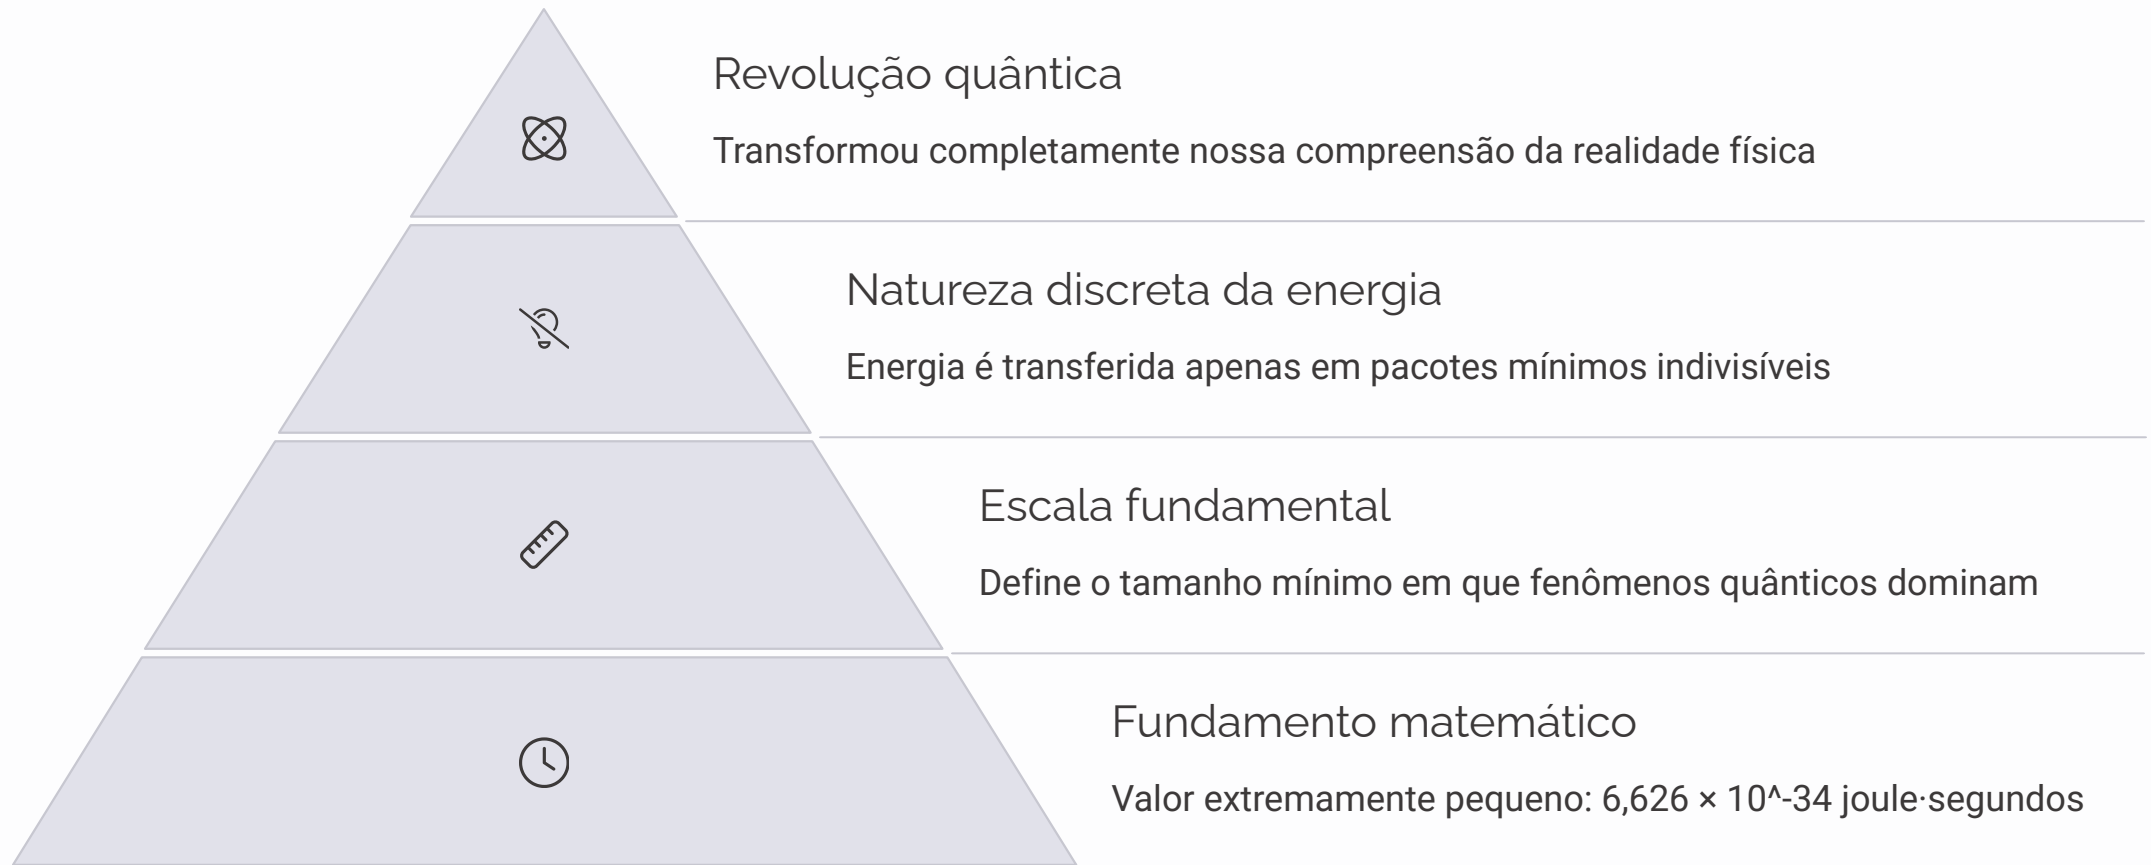 Revolução quântica
Transformou completamente nossa compreensão da realidade física
Natureza discreta da energia
Energia é transferida apenas em pacotes mínimos indivisíveis
Escala fundamental
Define o tamanho mínimo em que fenômenos quânticos dominam
Fundamento matemático
Valor extremamente pequeno: 6,626 × 10^-34 joule·segundos